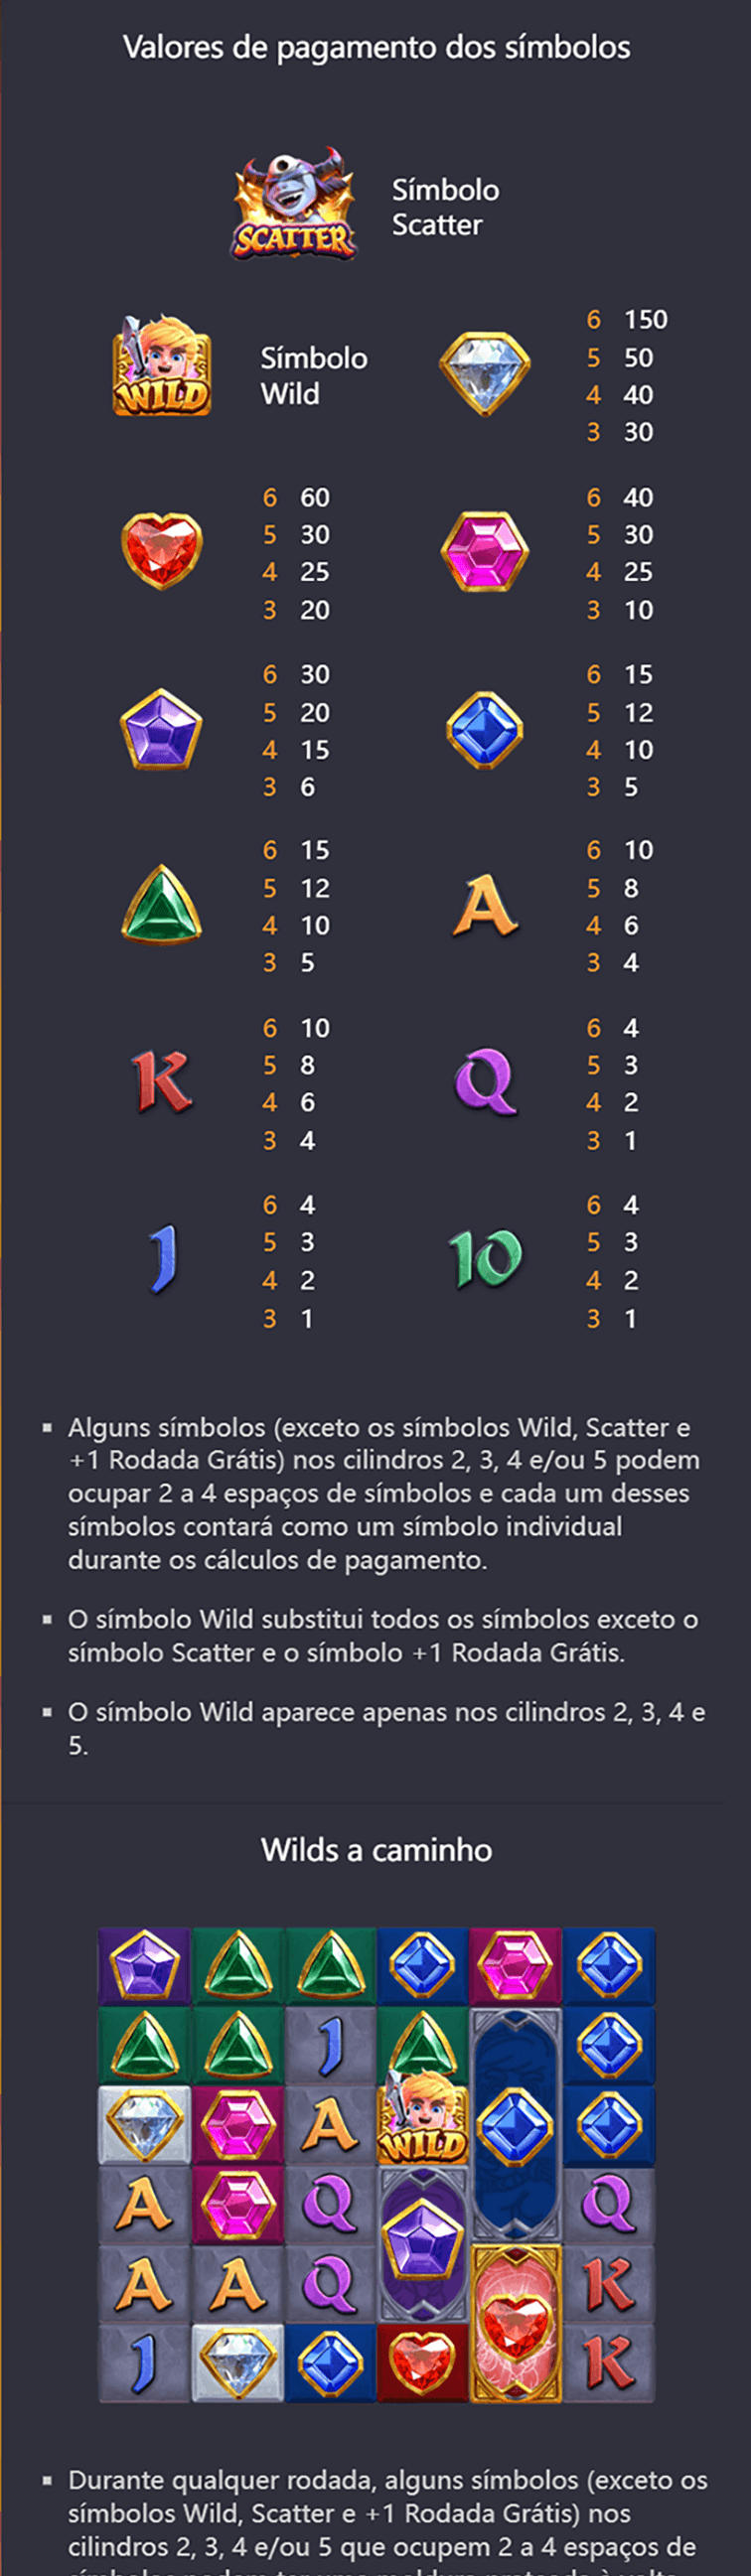 Valores de pagamento dos símbolos
SCATTER
Símbolo
Scatter
WILD
Símbolo
Wild
6 150
5 50
4 40
3 30
6 60
5 30
4 25
3 20
6 40
5 30
4 25
3 10
6 30
5 20
4 15
3 6
6 15
5 12
4 10
3 5
6 15
5 12
4 10
3 5
A
6 10
5 8
4 6
3 4
K
6 10
5 8
4 6
3 4
Q
6 4
5 3
4 2
3 1
J
6 4
5 3
4 2
3 1
10
6 4
5 3
4 2
3 1
Alguns símbolos (exceto os símbolos Wild, Scatter e
+1 Rodada Grátis) nos cilindros 2, 3, 4 e/ou 5 podem
ocupar 2 a 4 espaços de símbolos e cada um desses
símbolos contará como um símbolo individual
durante os cálculos de pagamento.
O símbolo Wild substitui todos os símbolos exceto o
símbolo Scatter e o símbolo +1 Rodada Grátis.
O símbolo Wild aparece apenas nos cilindros 2, 3, 4 e
5.
Wilds a caminho
J
A WILD
A Q Q
A A Q K
J K
Durante qualquer rodada, alguns símbolos (exceto os
símbolos Wild, Scatter e +1 Rodada Grátis) nos
cilindros 2, 3, 4 e/ou 5 que ocupem 2 a 4 espaços de